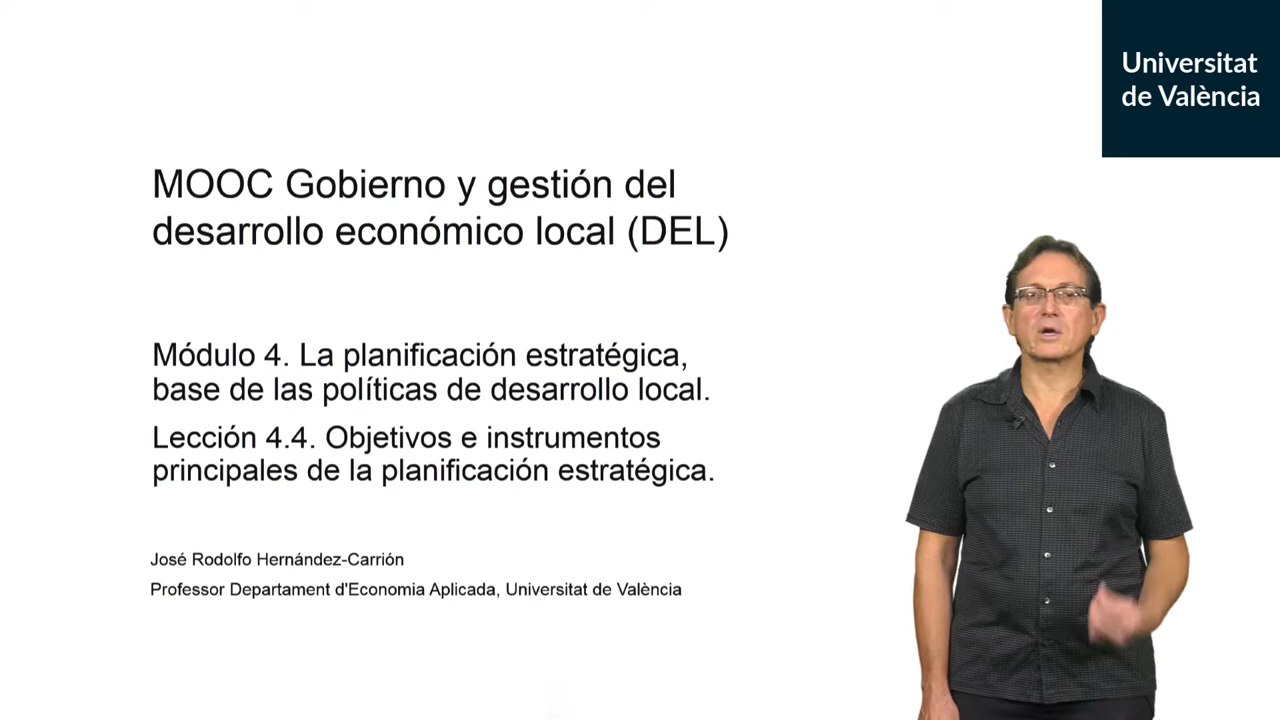 Universitat
de València
MOOC Gobierno y gestión del
desarrollo económico local (DEL)
Módulo 4. La planificación estratégica,
base de las políticas de desarrollo local.
Lección 4.4. Objetivos e instrumentos
principales de la planificación estratégica.
José Rodolfo Hernández-Carrión
Professor Departament d'Economia Aplicada, Universitat de València